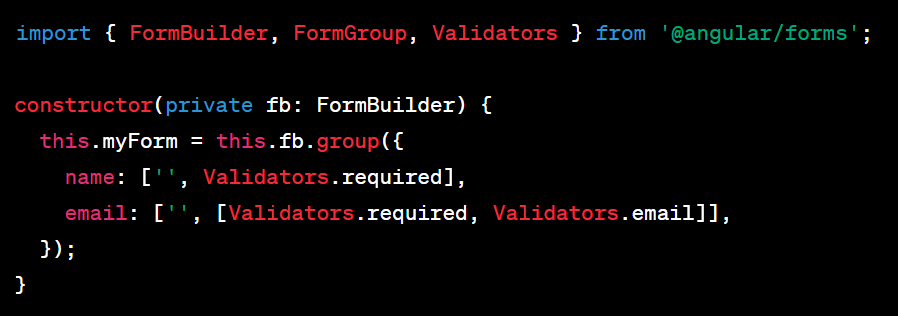 import { FormBuilder, FormGroup, Validators } from '@angular/forms';
constructor(private fb: FormBuilder) {
this.myForm = this.fb.group({
name: ['', Validators.required],
email: ['', [Validators.required, Validators.email]],
});
}